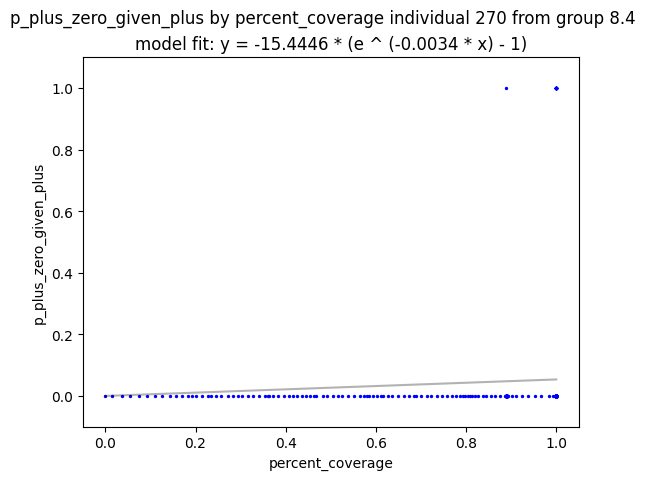 p_plus_zero_given_plus by percent_coverage individual 270 from group 8.4
model fit: y = -15.4446 * (e ^ (-0.0034 * x) - 1)
1.0
0.8
0.6
0.4
0.2
0.0
p_plus_zero_given_plus
0.0 0.2 0.4 0.6 0.8 1.0
percent_coverage